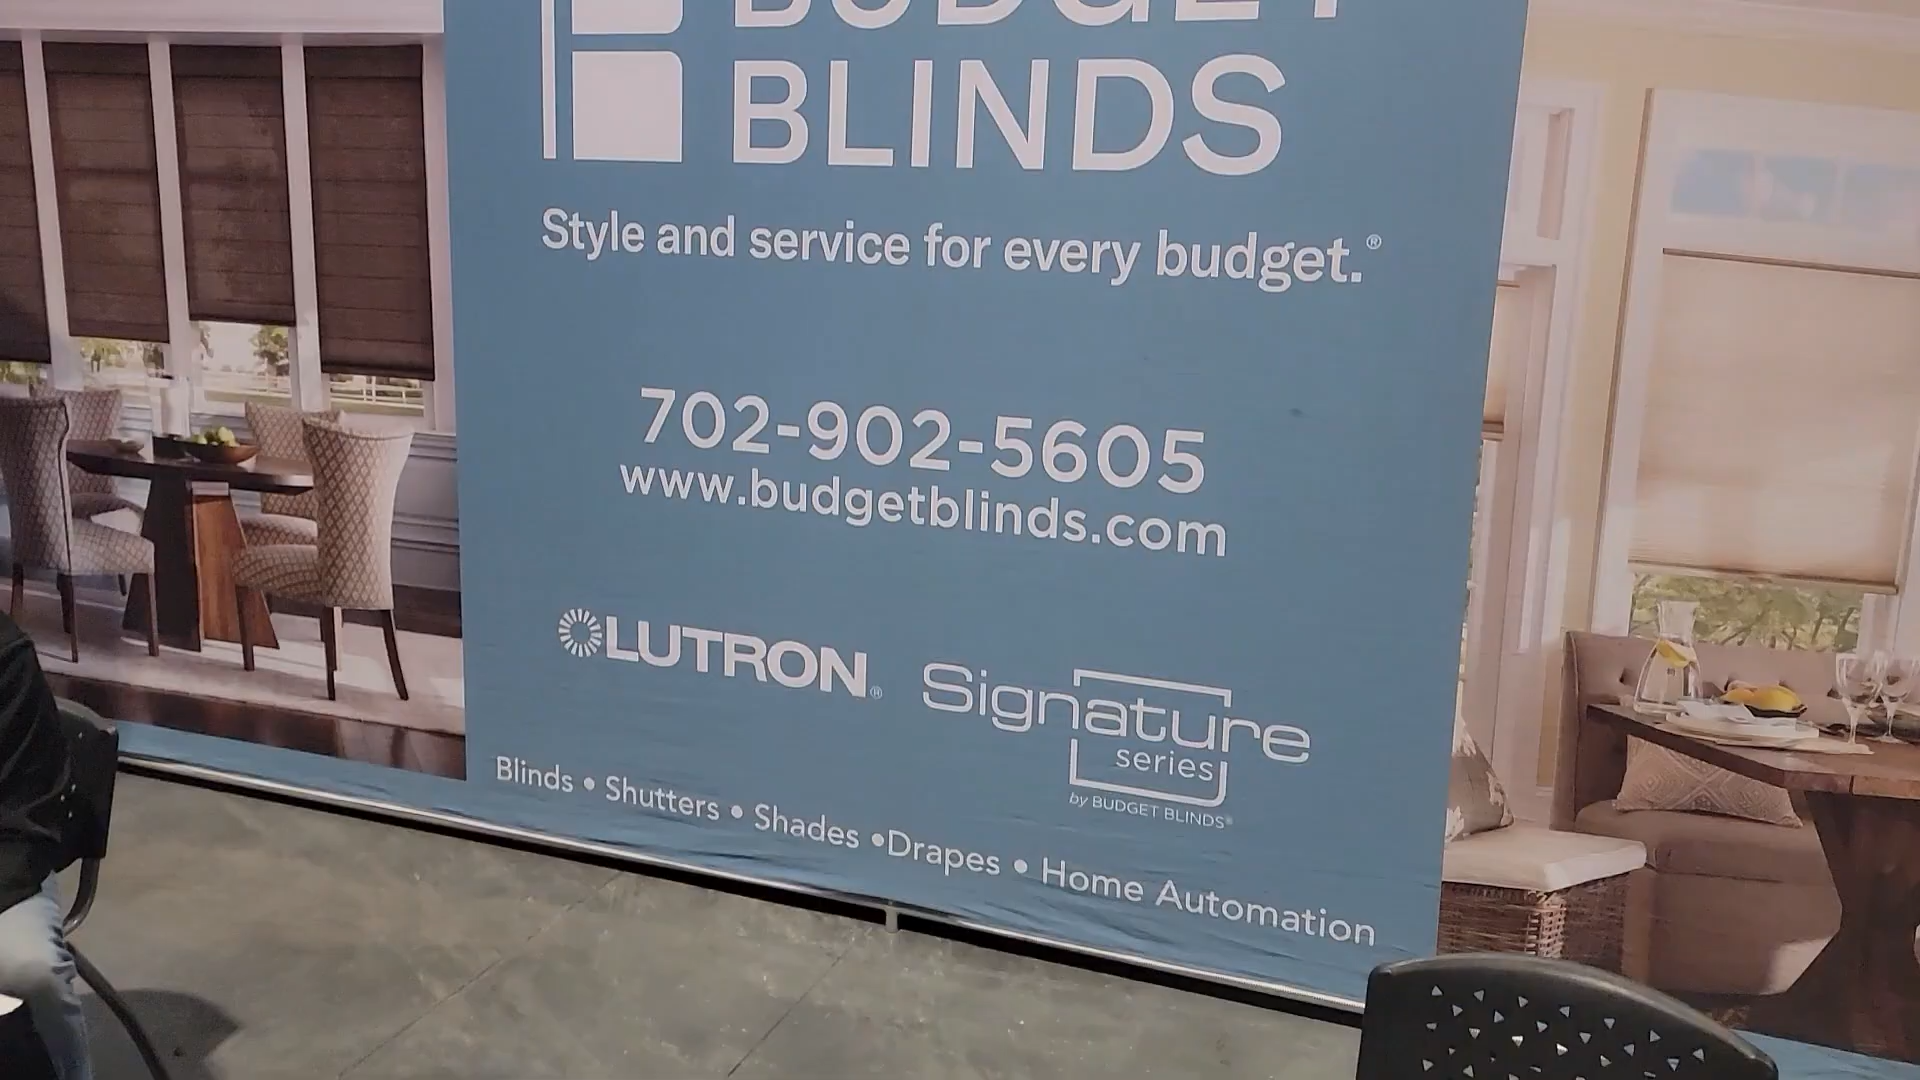 BUDGET
BLINDS
Style and service for every budget.®
702-902-5605
www.budgetblinds.com
LUTRON®
Signature
series
by BUDGET BLINDS®
Blinds • Shutters • Shades •Drapes • Home Automation